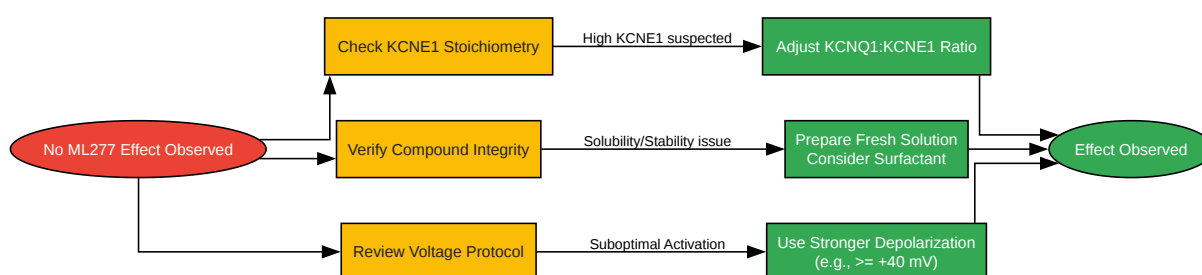 Check KCNE1 Stoichiometry
High KCNE1 suspected
Adjust KCNQ1:KCNE1 Ratio
No ML277 Effect Observed
Verify Compound Integrity
Solubility/Stability issue
Prepare Fresh Solution
Consider Surfactant
Effect Observed
Review Voltage Protocol
Suboptimal Activation
Use Stronger Depolarization
(e.g., >= +40 mV)